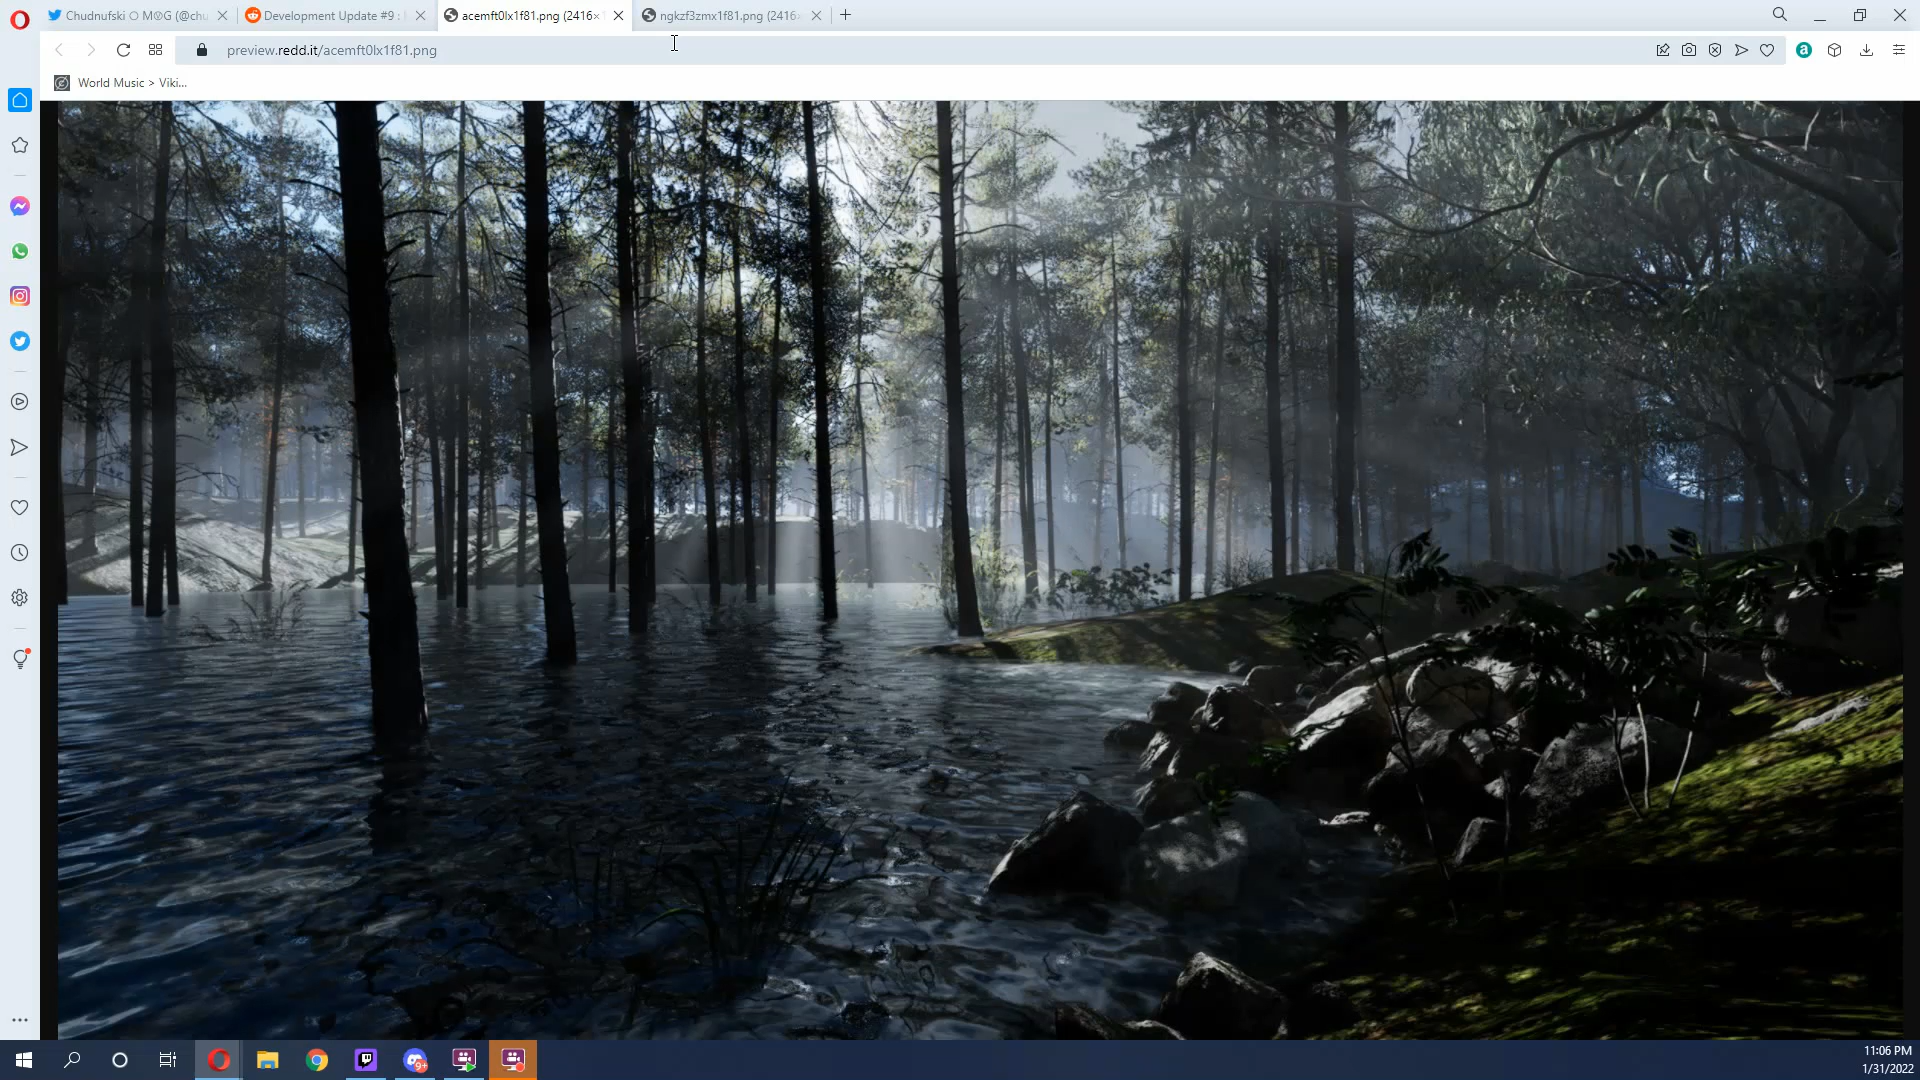 Chudnufski ⵔ M۞G (@chu
Development Update #9 :
acemft0lx1f81.png (2416×
ngkzf3zmx1f81.png (2416
preview.redd.it/acemft0lx1f81.png
World Music > Viki...
9+
11:06 PM
1/31/2022